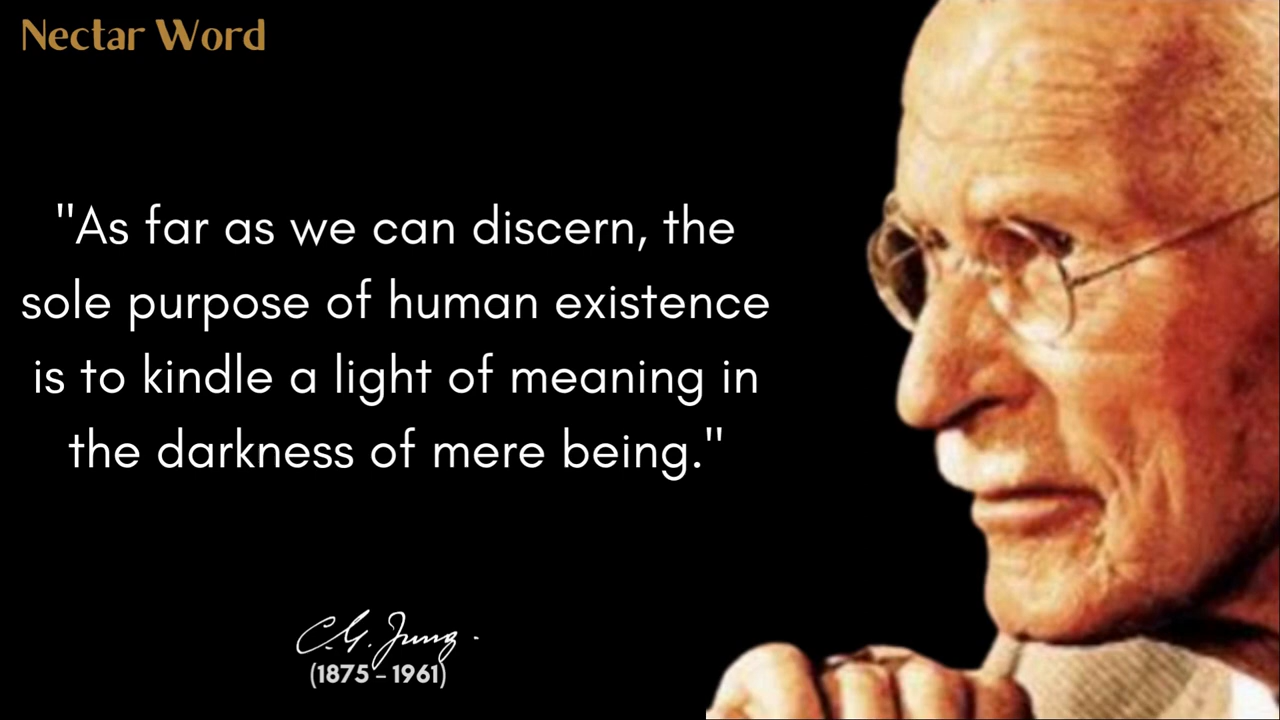 Nectar Word
"As far as we can discern, the
sole purpose of human existence
is to kindle a light of meaning in
the darkness of mere being."
C. G. Jung.
(1875 – 1961)